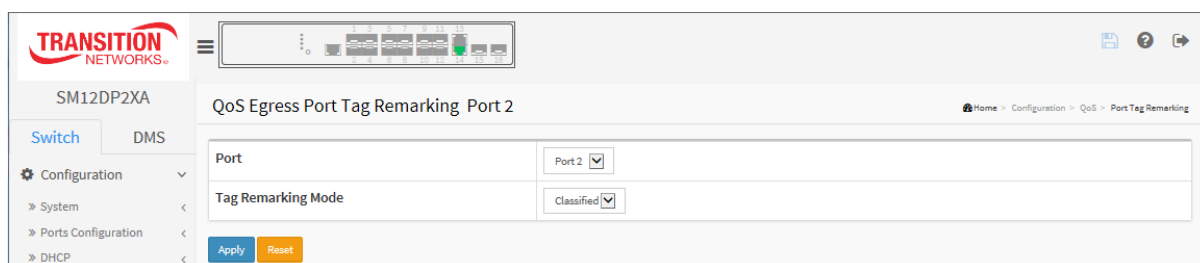 TRANSITION
NETWORKS®
1 3 5 7 9 11 13
2 4 6 8 10 12 14 15 16
SM12DP2XA
Switch DMS
Configuration
» System
» Ports Configuration
» DHCP
QoS Egress Port Tag Remarking Port 2
Home > Configuration > QoS > Port Tag Remarking
Port Port 2
Tag Remarking Mode Classified
Apply Reset